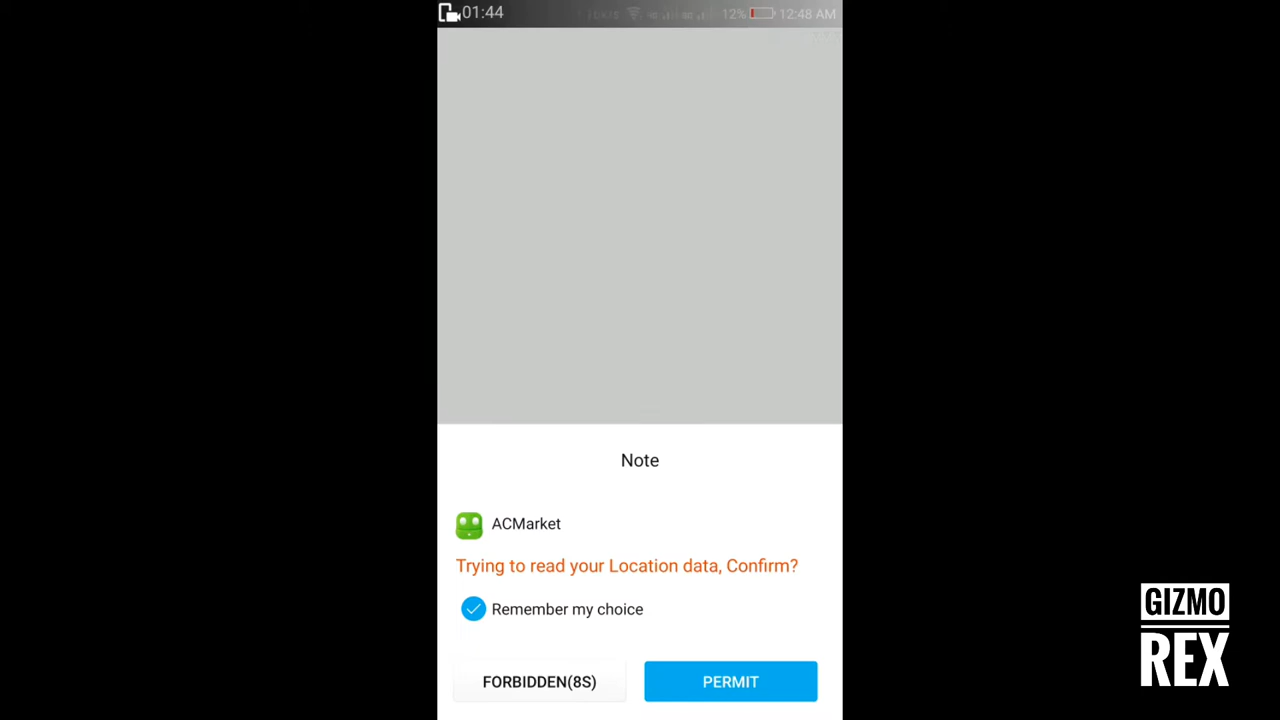 01:44
12% 12:48 AM
Note
ACMarket
Trying to read your Location data, Confirm?
Remember my choice
FORBIDDEN(8S)
PERMIT
GIZMO
REX